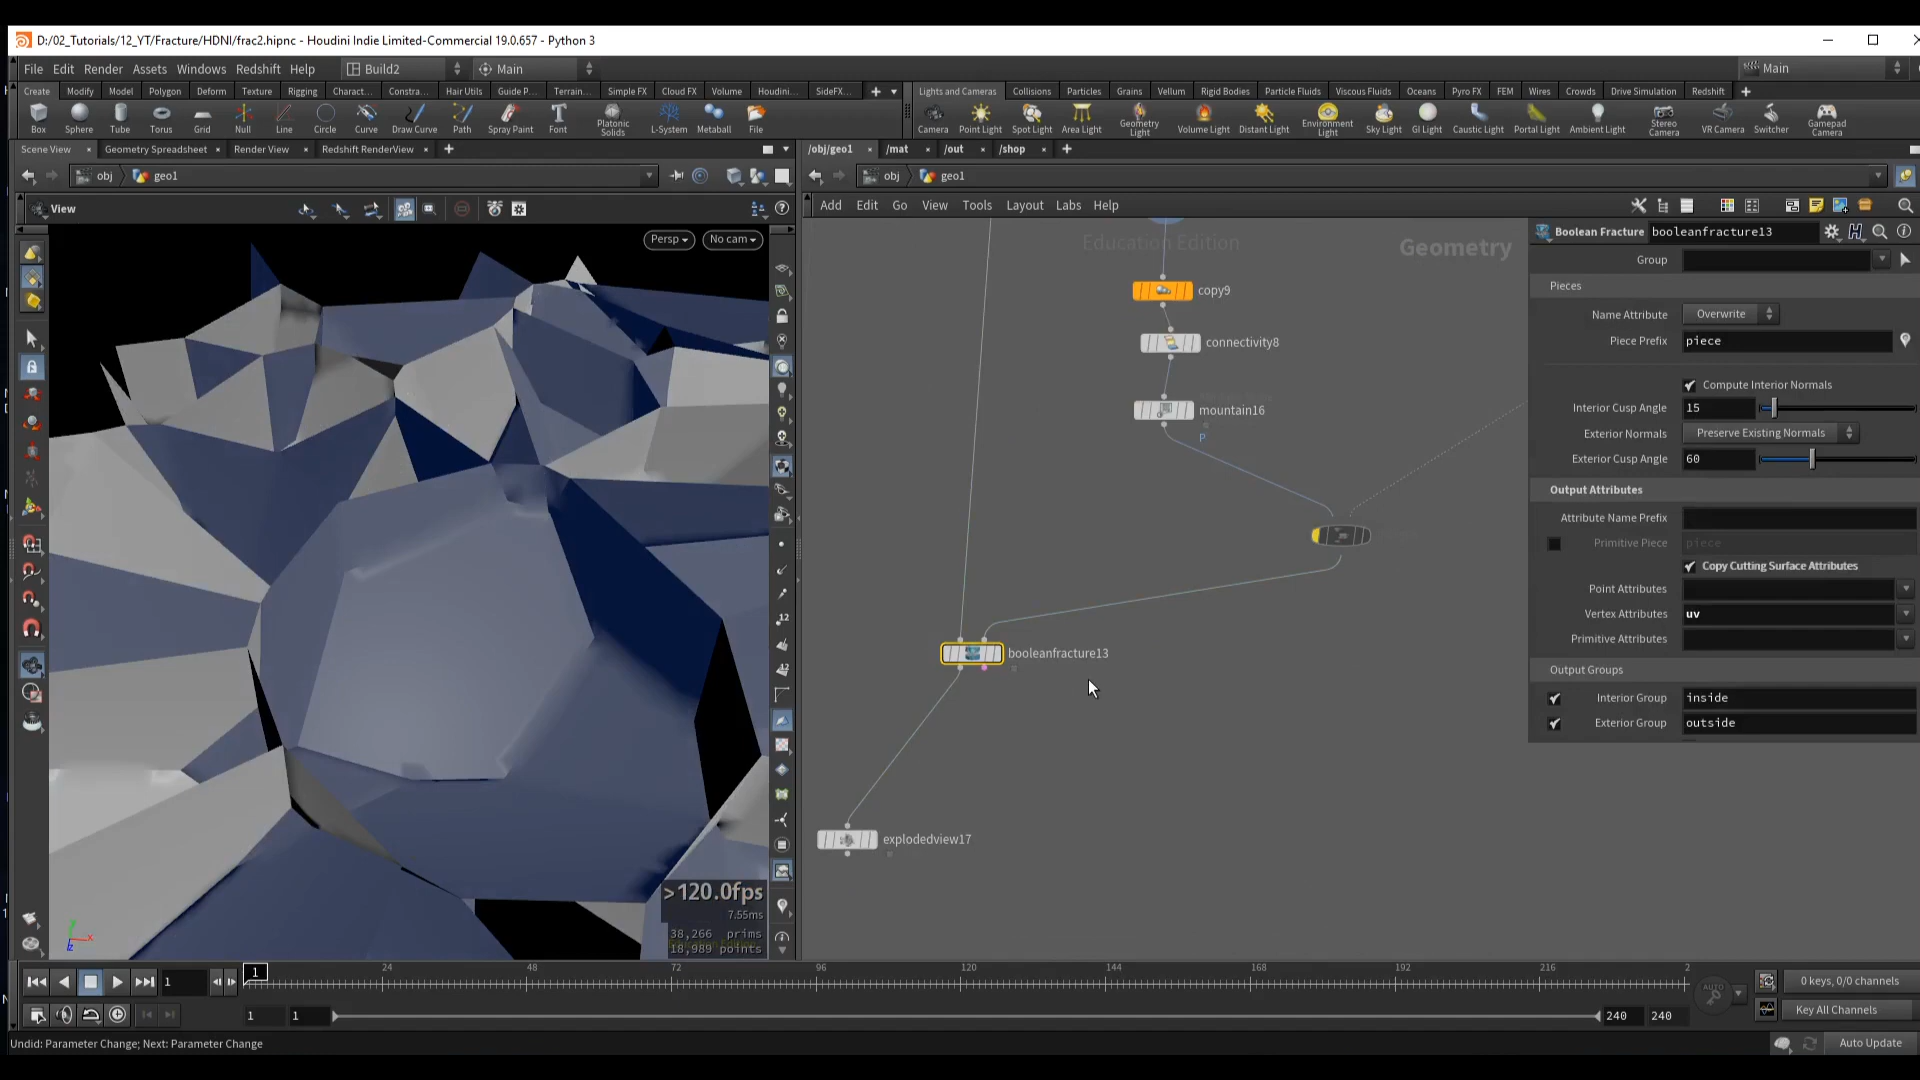 D:/02_Tutorials/12_YT/Fracture/HDNI/frac2.hipnc - Houdini Indie Limited-Commercial 19.0.657 - Python 3
File Edit Render Assets Windows Redshift Help Build2 Main Main
Create Modify Model Polygon Deform Texture Rigging Charact... Constra... Hair Utils Guide P... Terrain... Simple FX Cloud FX Volume Houdini... SideFX...
Lights and Cameras Collisions Particles Grains Vellum Rigid Bodies Particle Fluids Viscous Fluids Oceans Pyro FX FEM Wires Crowds Drive Simulation Redshift
Box Sphere Tube Torus Grid Null Line Circle Curve Draw Curve Path Spray Paint Font Platonic Solids L-System Metaball File
Camera Point Light Spot Light Area Light Geometry Light Volume Light Distant Light Environment Light Sky Light GI Light Caustic Light Portal Light Ambient Light Stereo Camera VR Camera Switcher Gamepad Camera
Scene View Geometry Spreadsheet Render View Redshift RenderView
/obj/geo1 /mat /out /shop
obj geo1
obj geo1
View
Add Edit Go View Tools Layout Labs Help
Persp No cam
Education Edition
Geometry
copy9
connectivity8
mountain16
P
booleanfracture13
explodedview17
Boolean Fracture booleanfracture13
Group
Pieces
Name Attribute Overwrite
Piece Prefix piece
Compute Interior Normals
Interior Cusp Angle 15
Exterior Normals Preserve Existing Normals
Exterior Cusp Angle 60
Output Attributes
Attribute Name Prefix
Primitive Piece piece
Copy Cutting Surface Attributes
Point Attributes
Vertex Attributes uv
Primitive Attributes
Output Groups
Interior Group inside
Exterior Group outside
>120.0fps
7.55ms
38,266 prims
18,989 points
1 1 24 48 72 96 120 144 168 192 216 2
AUTO
0 keys, 0/0 channels
1 1 240 240
Key All Channels
Undid: Parameter Change; Next: Parameter Change
Auto Update